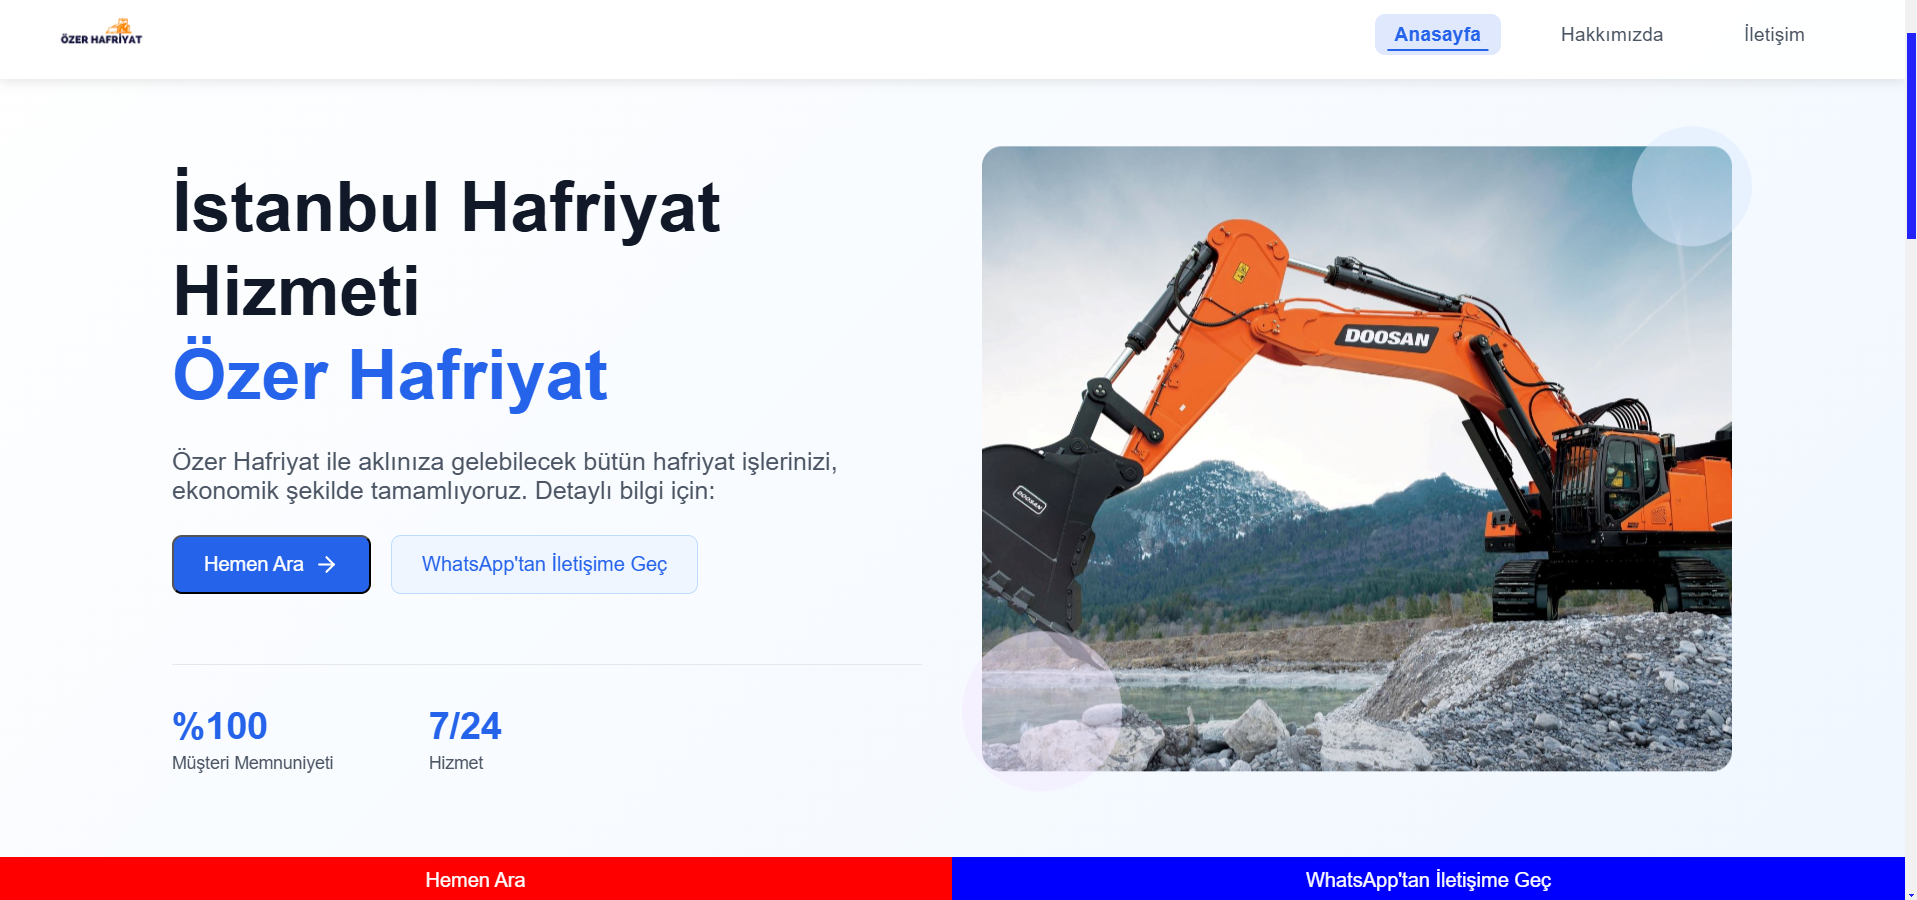 ÖZER HAFRİYAT
Anasayfa
Hakkımızda
İletişim
İstanbul Hafriyat
Hizmeti
Özer Hafriyat
Özer Hafriyat ile aklınıza gelebilecek bütün hafriyat işlerinizi,
ekonomik şekilde tamamlıyoruz. Detaylı bilgi için:
Hemen Ara →
WhatsApp'tan İletişime Geç
%100
Müşteri Memnuniyeti
7/24
Hizmet
DOOSAN
DOOSAN
Hemen Ara
WhatsApp'tan İletişime Geç